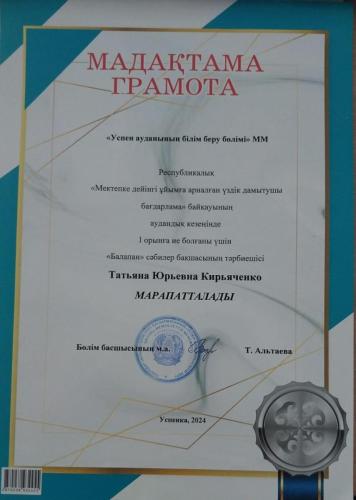 МАДАҚТАМА
ГРАМОТА
«Успен ауданының білім беру бөлімі» ММ
Республикалық
«Мектепке дейінгі ұйымға арналған үздік дамытушы
бағдарлама» байқауының
аудандық кезеңінде
І орынға ие болғаны үшін
«Балапан» сәбилер бақшасының тәрбиешісі
Татьяна Юрьевна Кирьяченко
МАРАПАТТАЛАДЫ
Бөлім басшысының м.а. Т. Альтаева
Успенка, 2024